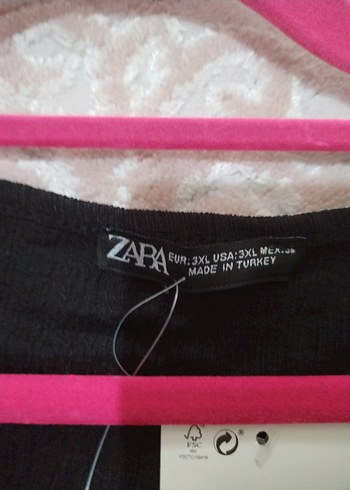 ZARA
EUR:3XL USA:3XL MEX:
MADE IN TURKEY
FSC